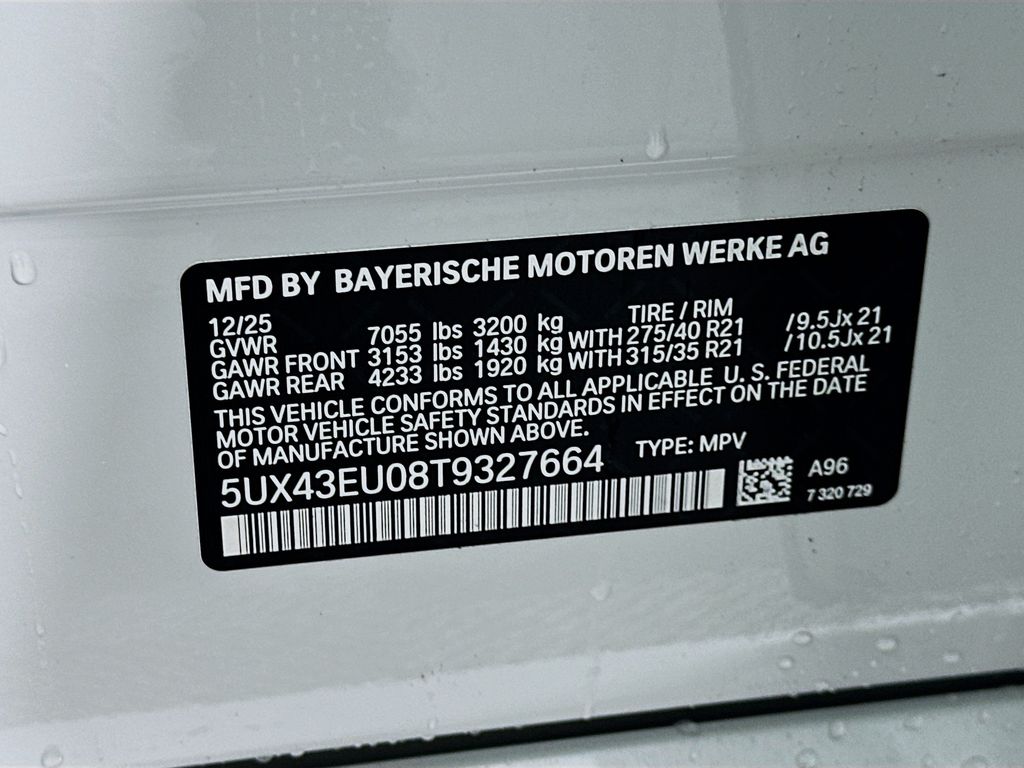 MFD BY BAYERISCHE MOTOREN WERKE AG
12/25 TIRE / RIM
GVWR 7055 lbs 3200 kg
GAWR FRONT 3153 lbs 1430 kg WITH 275/40 R21 /9.5Jx 21
GAWR REAR 4233 lbs 1920 kg WITH 315/35 R21 /10.5Jx 21
THIS VEHICLE CONFORMS TO ALL APPLICABLE U. S. FEDERAL
MOTOR VEHICLE SAFETY STANDARDS IN EFFECT ON THE DATE
OF MANUFACTURE SHOWN ABOVE.
5UX43EU08T9327664 TYPE: MPV
A96
7 320 729